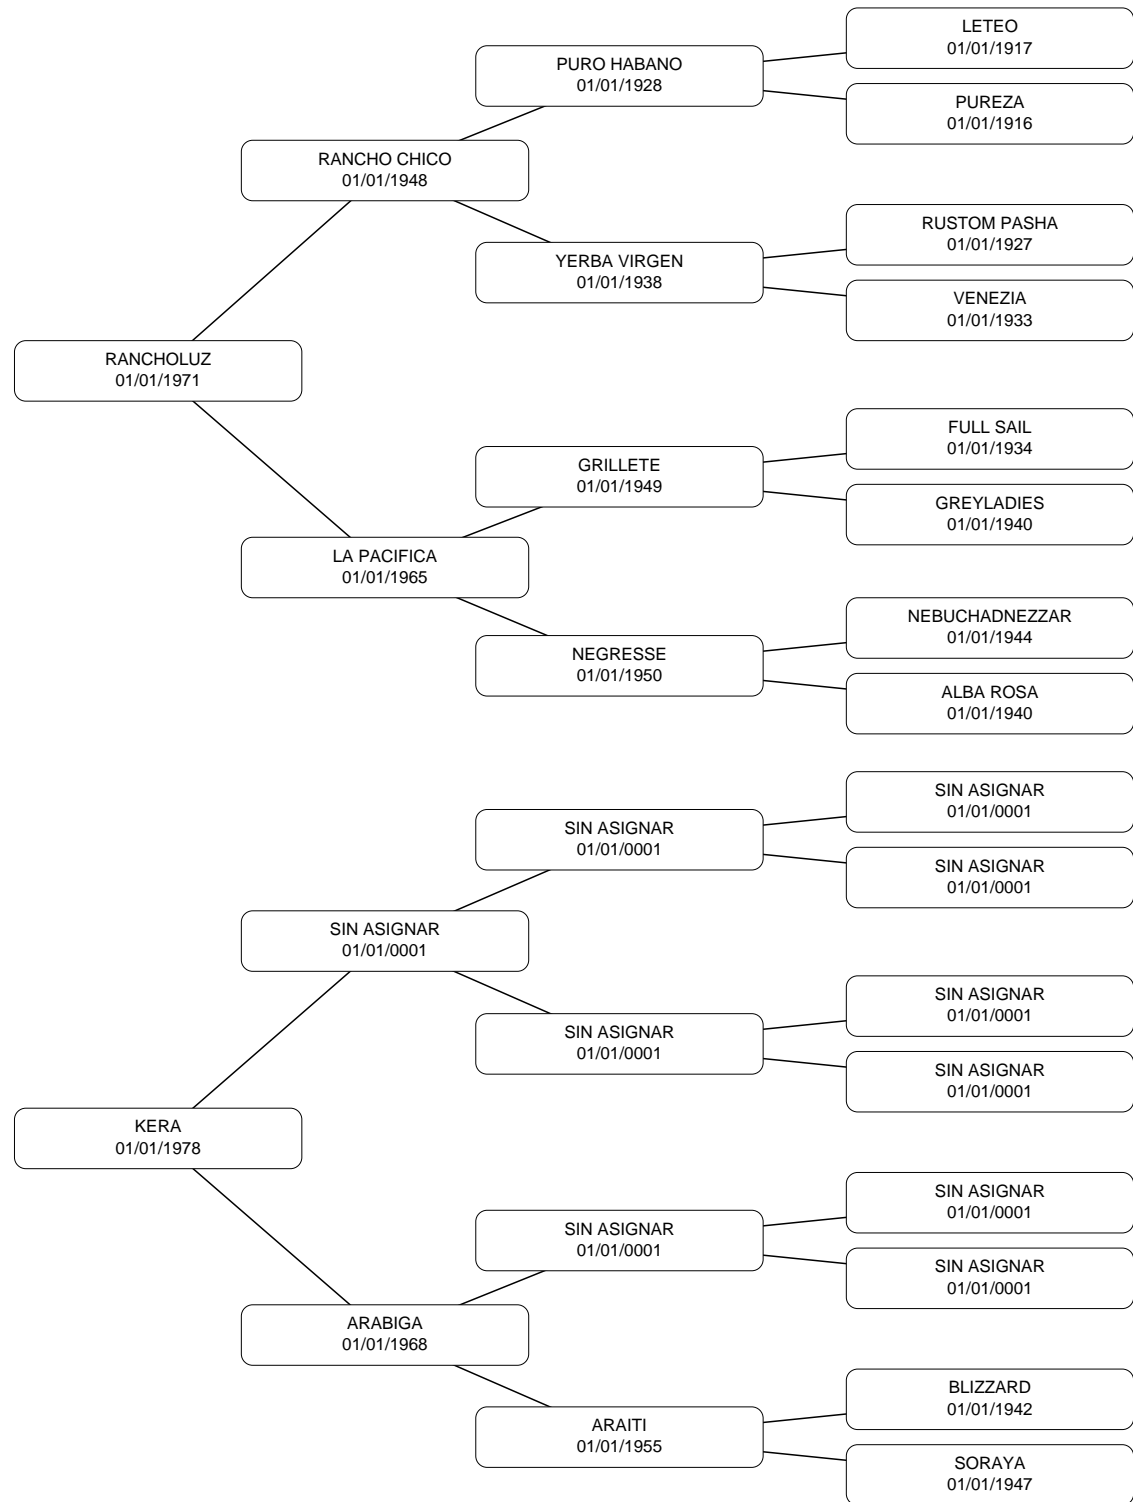 LETEO
01/01/1917
PURO HABANO
01/01/1928
PUREZA
01/01/1916
RANCHO CHICO
01/01/1948
RUSTOM PASHA
01/01/1927
YERBA VIRGEN
01/01/1938
VENEZIA
01/01/1933
RANCHOLUZ
01/01/1971
FULL SAIL
01/01/1934
GRILLETE
01/01/1949
GREYLADIES
01/01/1940
LA PACIFICA
01/01/1965
NEBUCHADNEZZAR
01/01/1944
NEGRESSE
01/01/1950
ALBA ROSA
01/01/1940
SIN ASIGNAR
01/01/0001
SIN ASIGNAR
01/01/0001
SIN ASIGNAR
01/01/0001
SIN ASIGNAR
01/01/0001
SIN ASIGNAR
01/01/0001
SIN ASIGNAR
01/01/0001
SIN ASIGNAR
01/01/0001
KERA
01/01/1978
SIN ASIGNAR
01/01/0001
SIN ASIGNAR
01/01/0001
SIN ASIGNAR
01/01/0001
ARABIGA
01/01/1968
BLIZZARD
01/01/1942
ARAITI
01/01/1955
SORAYA
01/01/1947